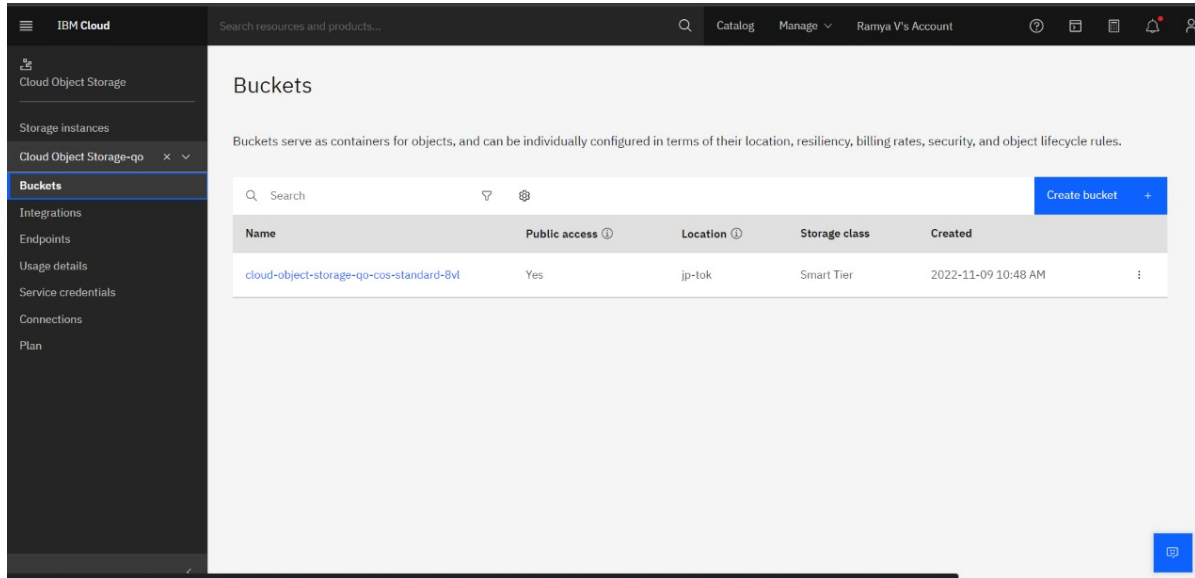 IBM Cloud
Search resources and products...
Catalog
Manage
Ramya V's Account
Cloud Object Storage
Storage instances
Cloud Object Storage-qo
Buckets
Integrations
Endpoints
Usage details
Service credentials
Connections
Plan
Buckets
Buckets serve as containers for objects, and can be individually configured in terms of their location, resiliency, billing rates, security, and object lifecycle rules.
Search
Create bucket +
Name Public access Location Storage class Created
cloud-object-storage-qo-cos-standard-8vl Yes jp-tok Smart Tier 2022-11-09 10:48 AM